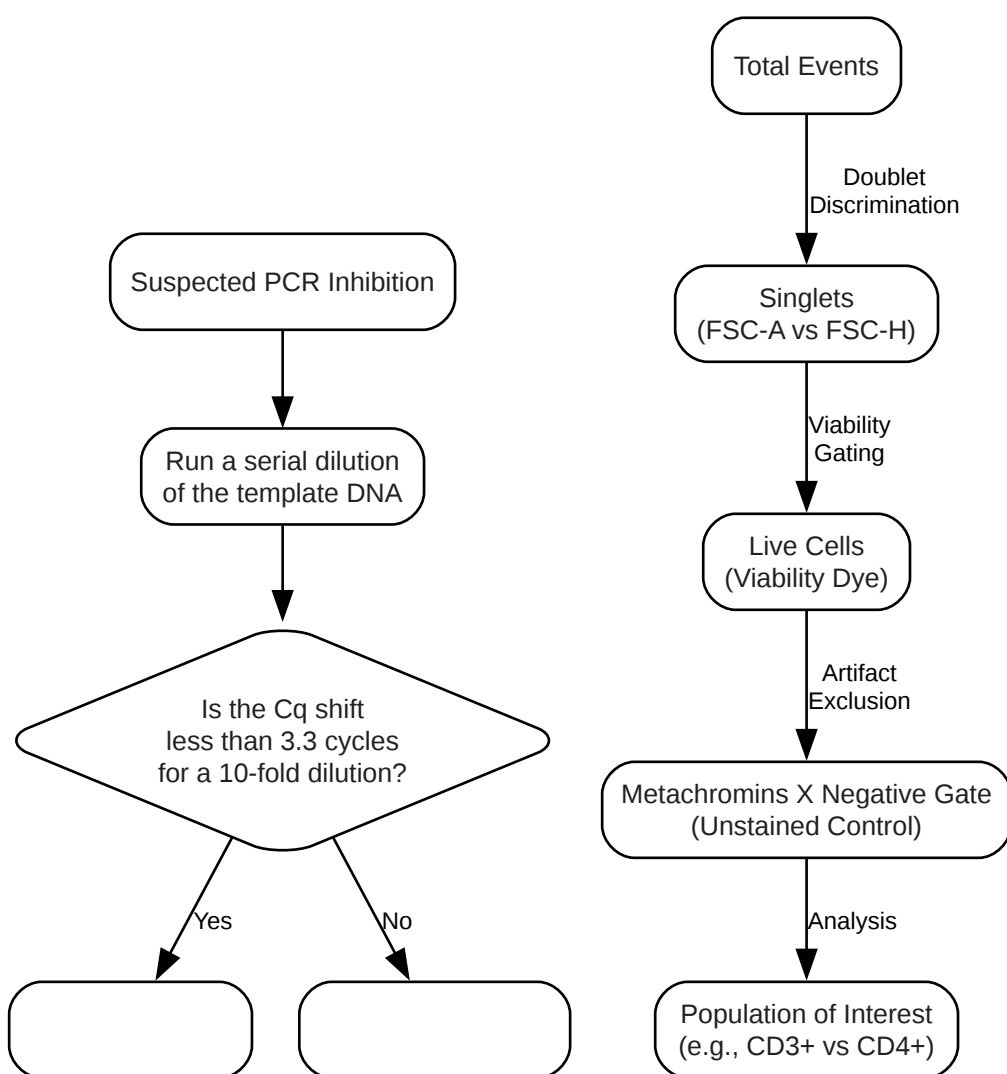 Suspected PCR Inhibition
Run a serial dilution
of the template DNA
Is the Cq shift
less than 3.3 cycles
for a 10-fold dilution?
Yes
No
Total Events
Doublet
Discrimination
Singlets
(FSC-A vs FSC-H)
Viability
Gating
Live Cells
(Viability Dye)
Artifact
Exclusion
Metachromins X Negative Gate
(Unstained Control)
Analysis
Population of Interest
(e.g., CD3+ vs CD4+)